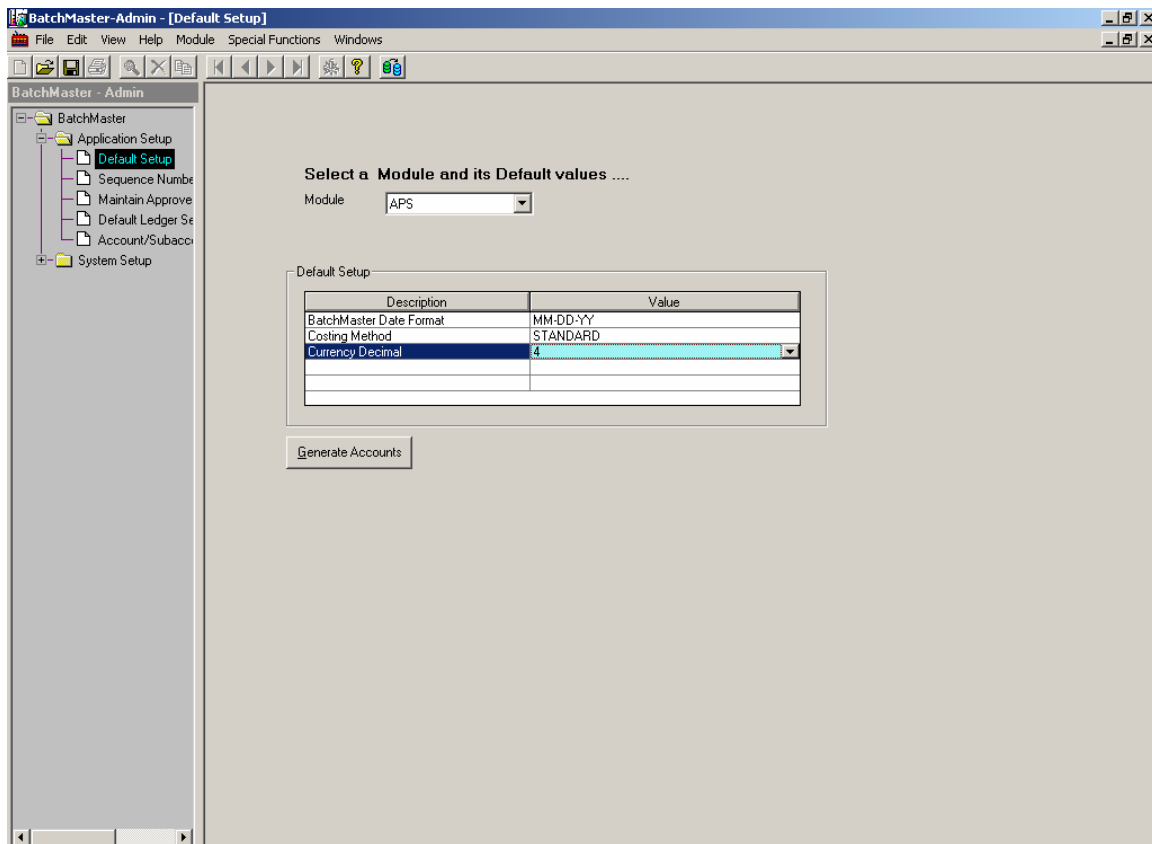 BatchMaster-Admin - [Default Setup]
File Edit View Help Module Special Functions Windows
BatchMaster - Admin
BatchMaster
Application Setup
Default Setup
Sequence Numbe
Maintain Approve
Default Ledger Se
Account/Subacc
System Setup
Select a Module and its Default values ....
Module APS
Default Setup
Description Value
BatchMaster Date Format MM-DD-YY
Costing Method STANDARD
Currency Decimal 4
Generate Accounts